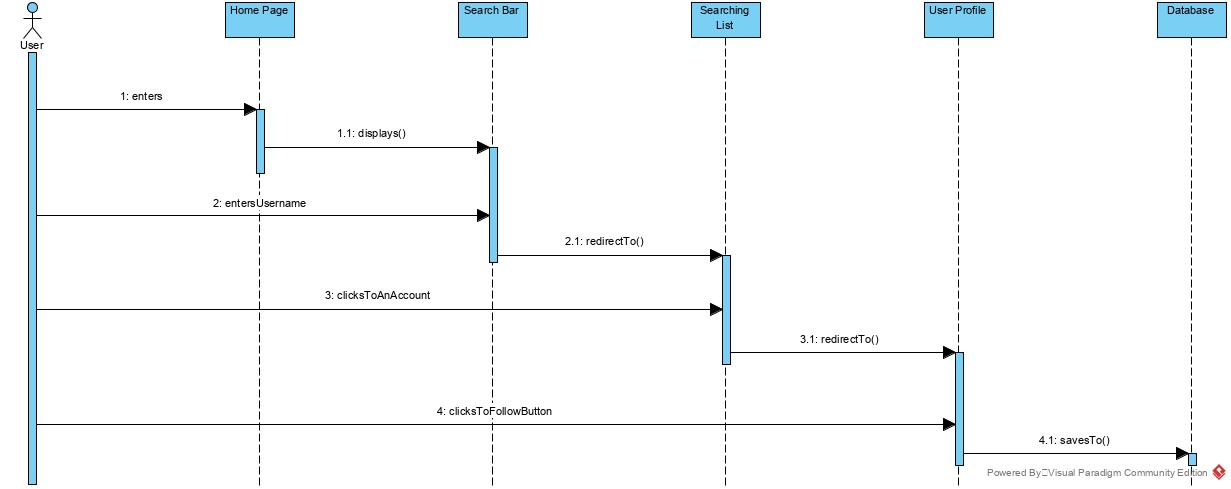 Home Page
Search Bar
Searching
List
User Profile
Database
User
1: enters
1.1: displays()
2: entersUsername
2.1: redirectTo()
3: clicksToAnAccount
3.1: redirectTo()
4: clicksToFollowButton
4.1: savesTo()
Powered By Visual Paradigm Community Edition